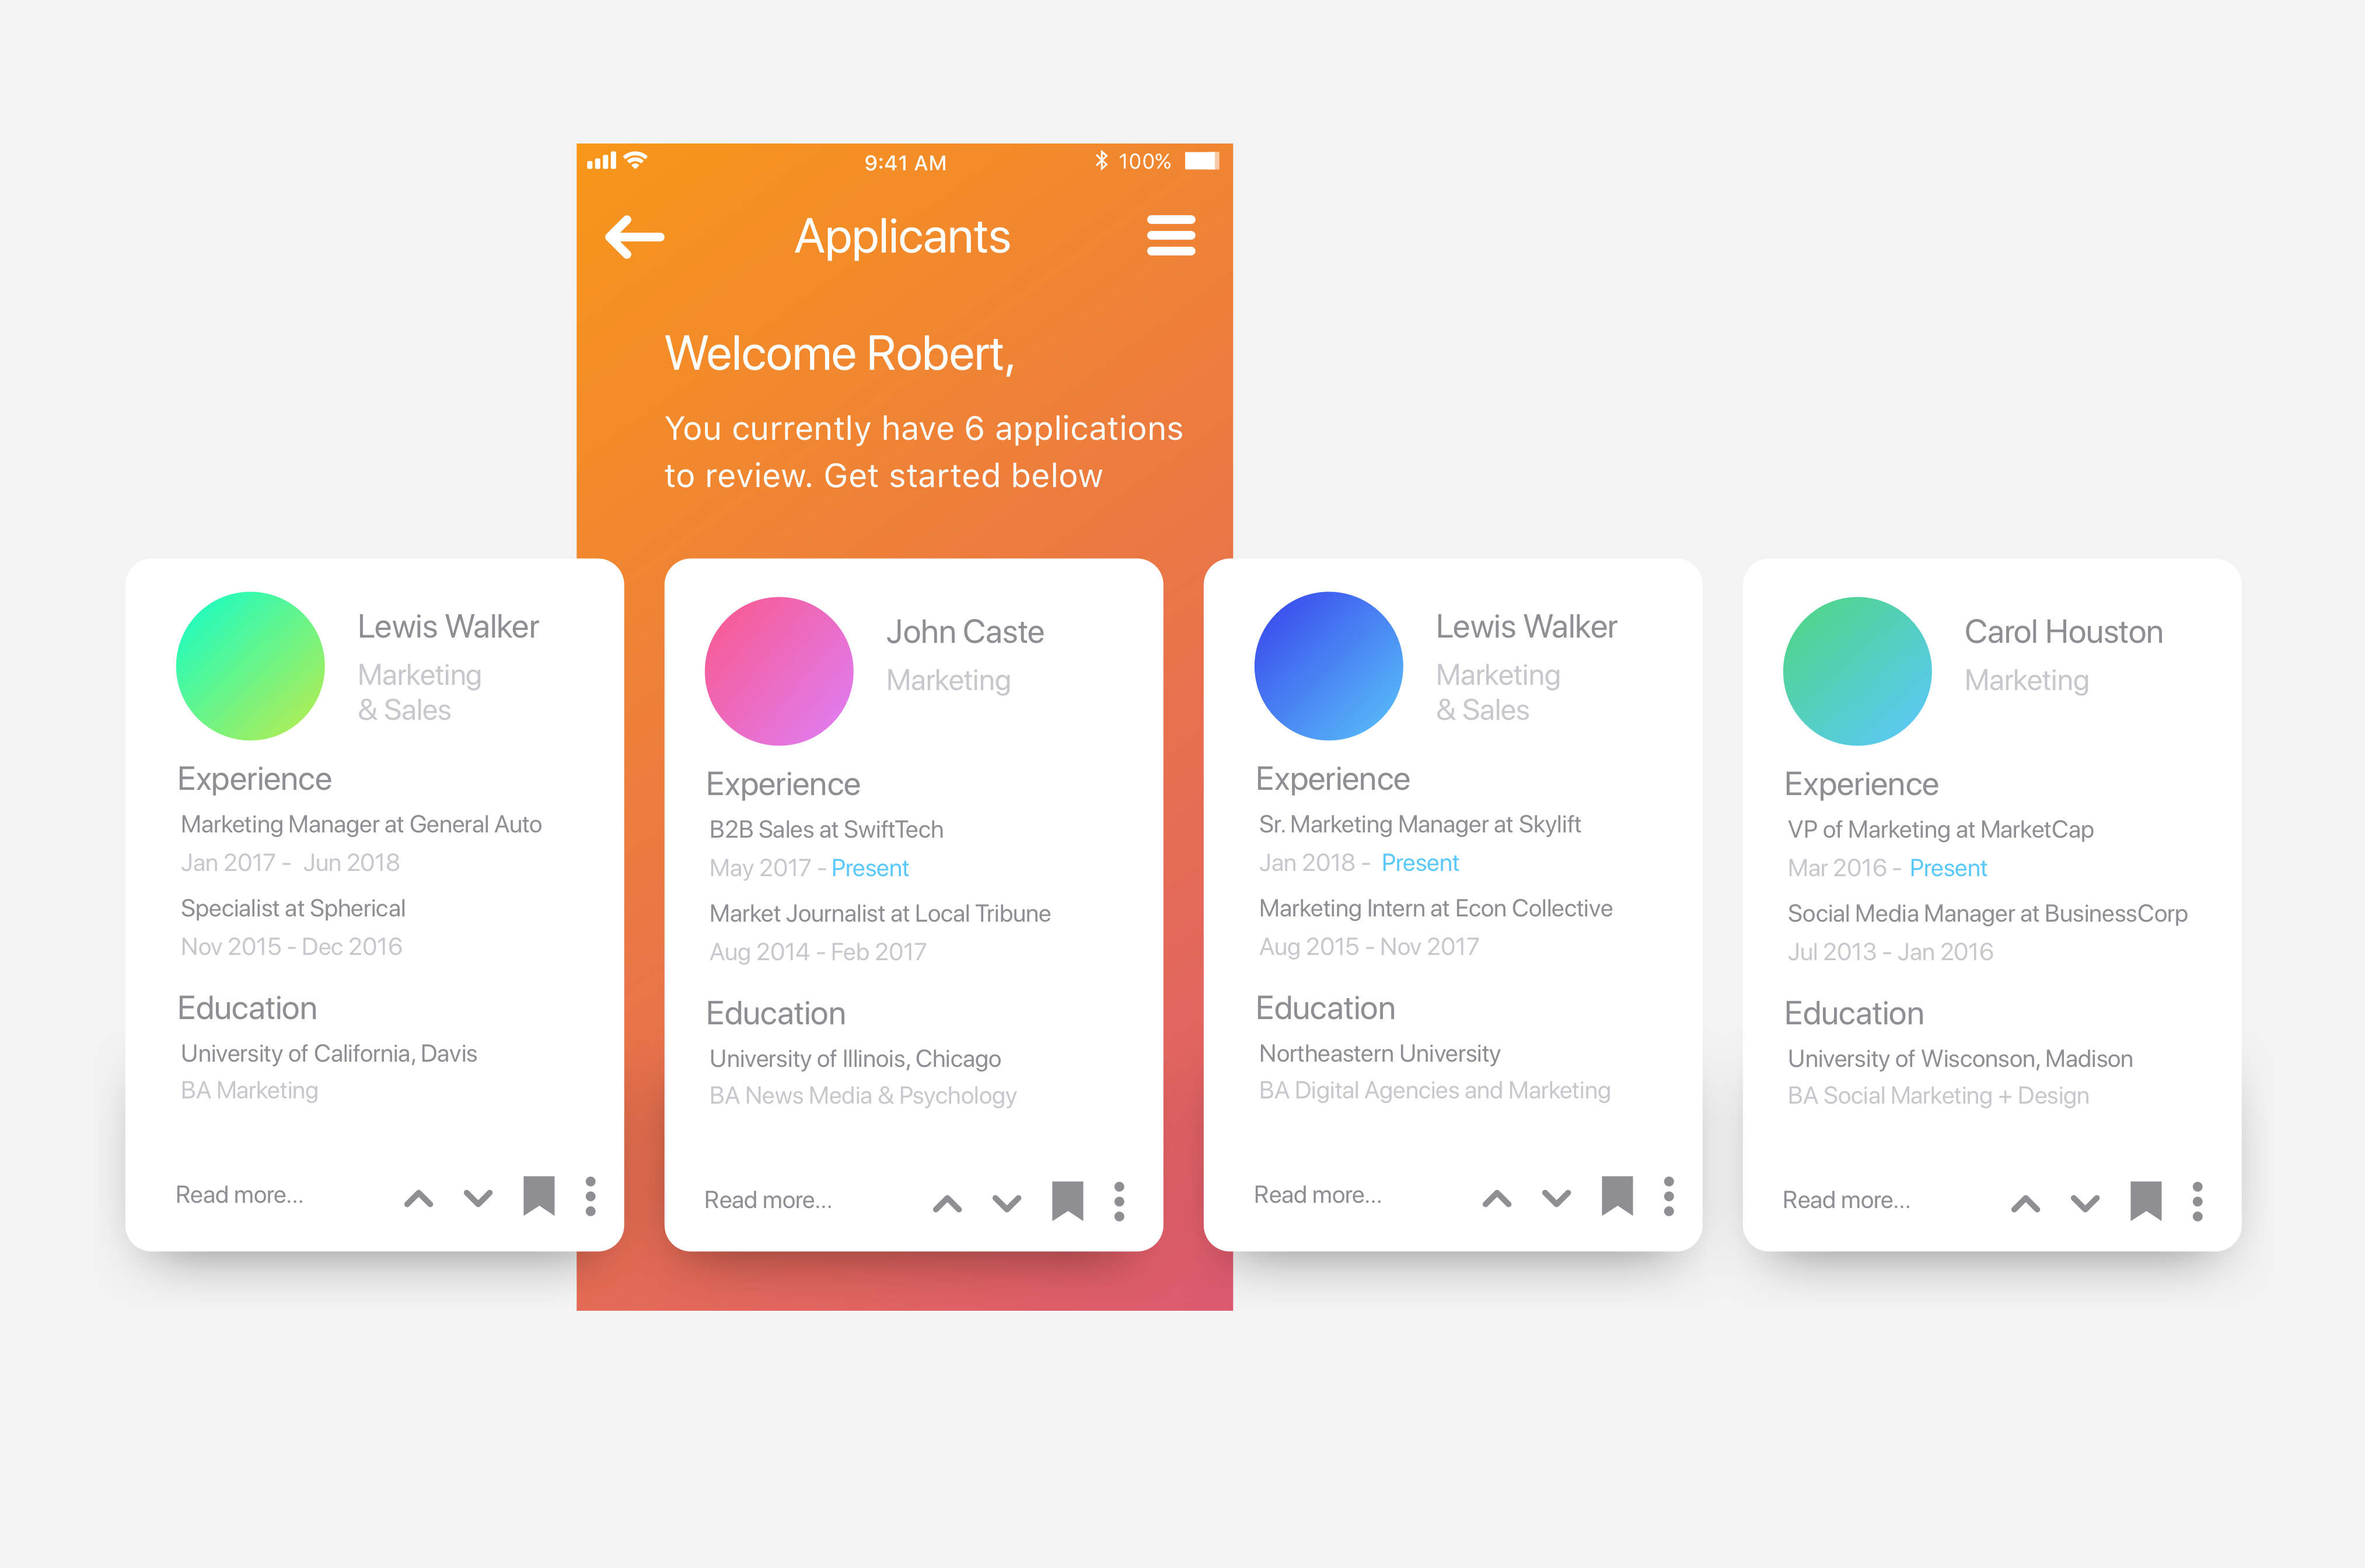 9:41 AM
100%
Applicants
Welcome Robert,
You currently have 6 applications
to review. Get started below
Lewis Walker
Marketing
& Sales
Experience
Marketing Manager at General Auto
Jan 2017 - Jun 2018
Specialist at Spherical
Nov 2015 - Dec 2016
Education
University of California, Davis
BA Marketing
Read more...
John Caste
Marketing
Experience
B2B Sales at SwiftTech
May 2017 - Present
Market Journalist at Local Tribune
Aug 2014 - Feb 2017
Education
University of Illinois, Chicago
BA News Media & Psychology
Read more...
Lewis Walker
Marketing
& Sales
Experience
Sr. Marketing Manager at Skylift
Jan 2018 - Present
Marketing Intern at Econ Collective
Aug 2015 - Nov 2017
Education
Northeastern University
BA Digital Agencies and Marketing
Read more...
Carol Houston
Marketing
Experience
VP of Marketing at MarketCap
Mar 2016 - Present
Social Media Manager at BusinessCorp
Jul 2013 - Jan 2016
Education
University of Wisconson, Madison
BA Social Marketing + Design
Read more...